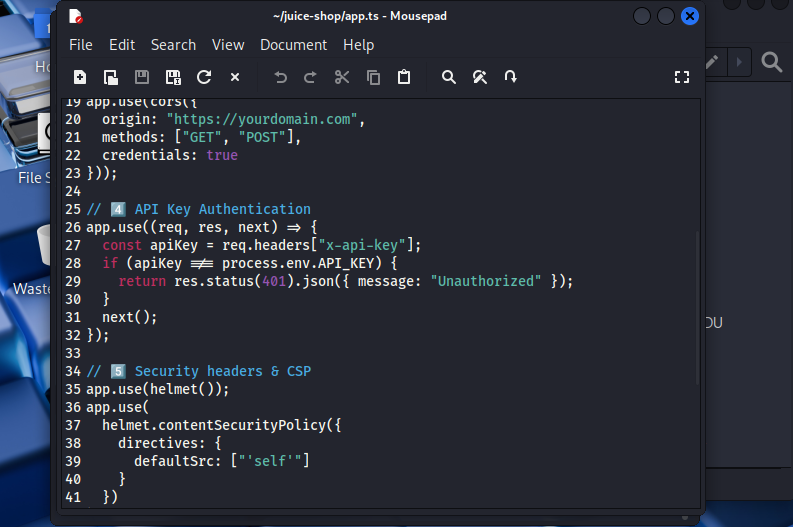 ~/juice-shop/app.ts - Mousepad
File Edit Search View Document Help
19 app.use(cors({
20 origin: "https://yourdomain.com",
21 methods: ["GET", "POST"],
22 credentials: true
23 }));
24
25 // 4️⃣ API Key Authentication
26 app.use((req, res, next) => {
27 const apiKey = req.headers["x-api-key"];
28 if (apiKey !== process.env.API_KEY) {
29 return res.status(401).json({ message: "Unauthorized" });
30 }
31 next();
32 });
33
34 // 5️⃣ Security headers & CSP
35 app.use(helmet());
36 app.use(
37 helmet.contentSecurityPolicy({
38 directives: {
39 defaultSrc: ["'self'"]
40 }
41 })
File S
Waste